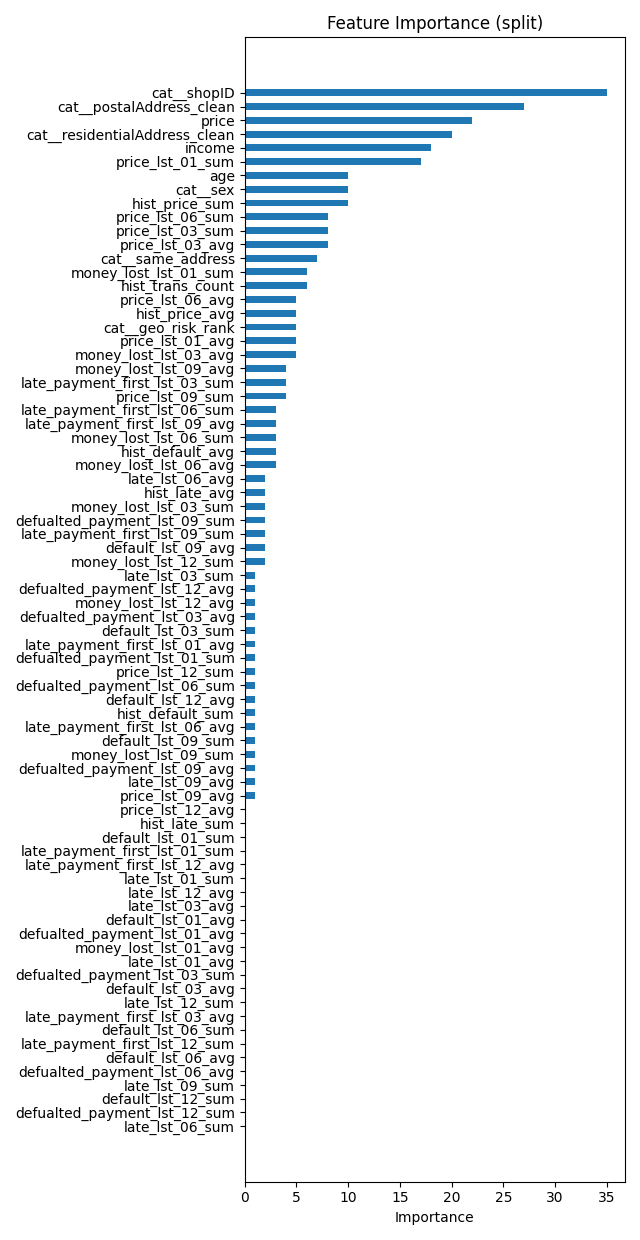 Feature Importance (split)
cat__shopID
cat__postalAddress_clean
price
cat__residentialAddress_clean
income
price_lst_01_sum
age
cat__sex
hist_price_sum
price_lst_06_sum
price_lst_03_sum
price_lst_03_avg
cat__same_address
money_lost_lst_01_sum
hist_trans_count
price_lst_06_avg
hist_price_avg
cat__geo_risk_rank
price_lst_01_avg
money_lost_lst_03_avg
money_lost_lst_09_avg
late_payment_first_lst_03_sum
price_lst_09_sum
late_payment_first_lst_06_sum
late_payment_first_lst_09_avg
money_lost_lst_06_sum
hist_default_avg
money_lost_lst_06_avg
late_lst_06_avg
hist_late_avg
money_lost_lst_03_sum
defualted_payment_lst_09_sum
late_payment_first_lst_09_sum
default_lst_09_avg
money_lost_lst_12_sum
late_lst_03_sum
defualted_payment_lst_12_avg
money_lost_lst_12_avg
defualted_payment_lst_03_avg
default_lst_03_sum
late_payment_first_lst_01_avg
defualted_payment_lst_01_sum
price_lst_12_sum
defualted_payment_lst_06_sum
default_lst_12_avg
hist_default_sum
late_payment_first_lst_06_avg
default_lst_09_sum
money_lost_lst_09_sum
defualted_payment_lst_09_avg
late_lst_09_avg
price_lst_09_avg
price_lst_12_avg
hist_late_sum
default_lst_01_sum
late_payment_first_lst_01_sum
late_payment_first_lst_12_avg
late_lst_01_sum
late_lst_12_avg
late_lst_03_avg
default_lst_01_avg
defualted_payment_lst_01_avg
money_lost_lst_01_avg
late_lst_01_avg
defualted_payment_lst_03_sum
default_lst_03_avg
late_lst_12_sum
late_payment_first_lst_03_avg
default_lst_06_sum
late_payment_first_lst_12_sum
default_lst_06_avg
defualted_payment_lst_06_avg
late_lst_09_sum
default_lst_12_sum
defualted_payment_lst_12_sum
late_lst_06_sum
0 5 10 15 20 25 30 35
Importance